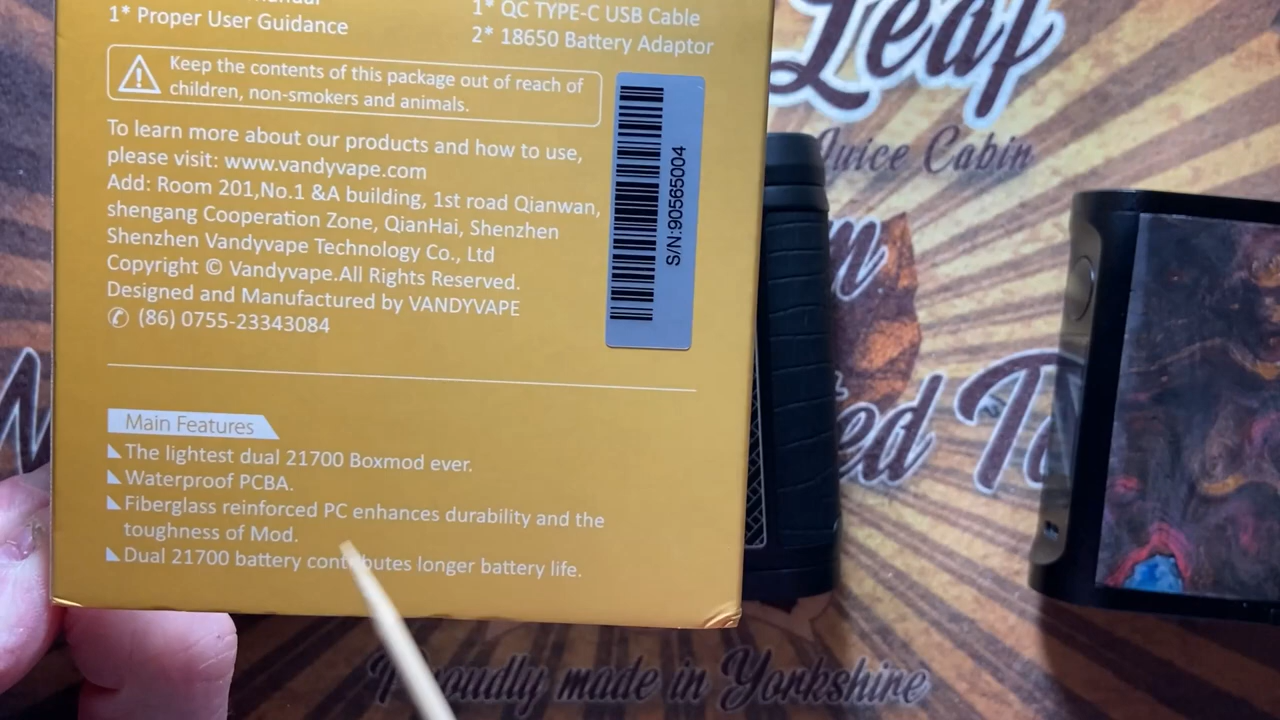 1* Proper User Guidance
1* QC TYPE-C USB Cable
2* 18650 Battery Adaptor
Keep the contents of this package out of reach of
children, non-smokers and animals.
To learn more about our products and how to use,
please visit: www.vandyvape.com
Add: Room 201,No.1 &A building, 1st road Qianwan,
shengang Cooperation Zone, QianHai, Shenzhen
Shenzhen Vandyvape Technology Co., Ltd
Copyright © Vandyvape.All Rights Reserved.
Designed and Manufactured by VANDYVAPE
✆ (86) 0755-23343084
S/N:90565004
Main Features
The lightest dual 21700 Boxmod ever.
Waterproof PCBA.
Fiberglass reinforced PC enhances durability and the
toughness of Mod.
Dual 21700 battery contributes longer battery life.
Leaf
Juice Cabin
Proudly made in Yorkshire